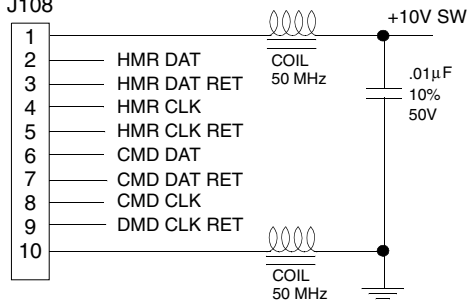 J108
+10V SW
1
2 HMR DAT
3 HMR DAT RET
4 HMR CLK
5 HMR CLK RET
6 CMD DAT
7 CMD DAT RET
8 CMD CLK
9 DMD CLK RET
10
COIL
50 MHz
.01µF
10%
50V
COIL
50 MHz